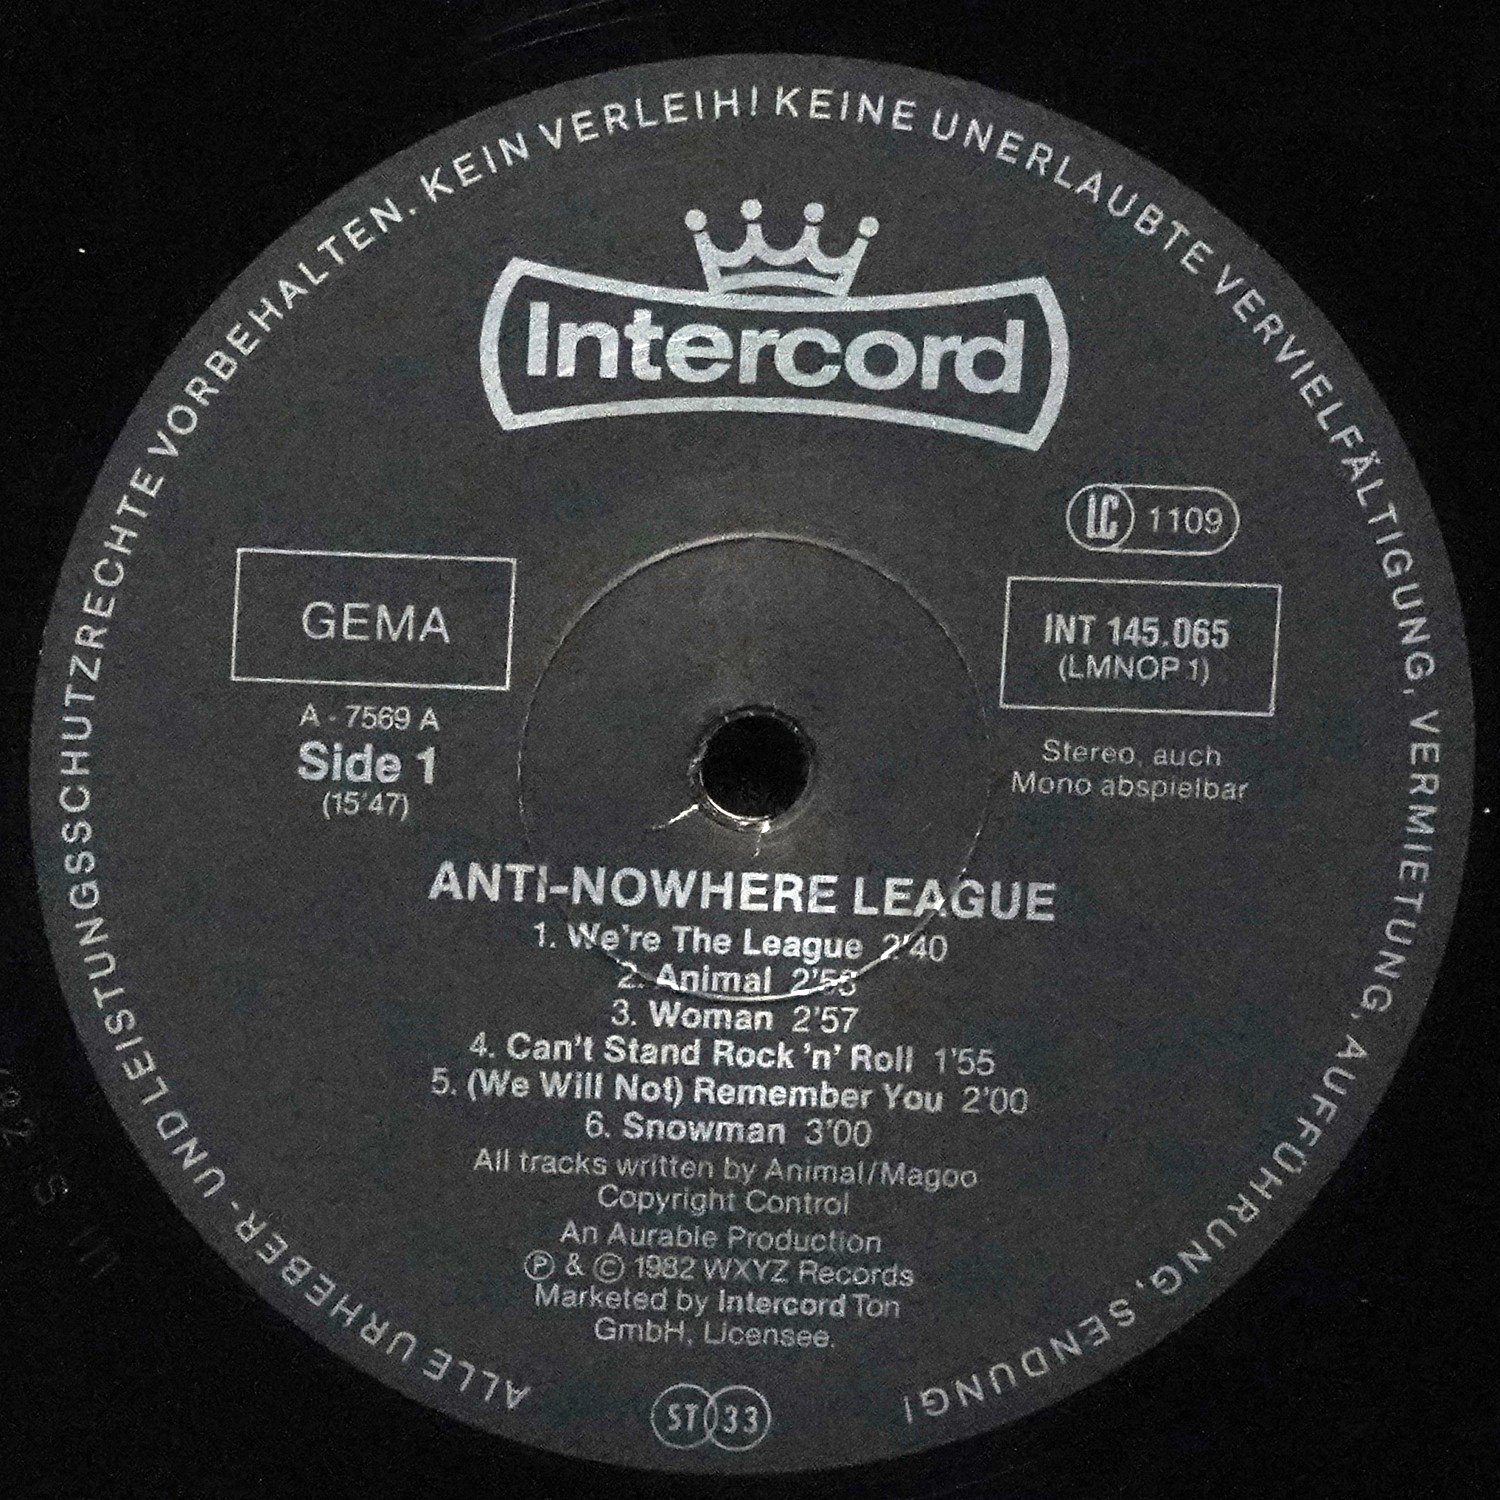 ALLE URHEBER- UND LEISTUNGSSCHUTZRECHTE VORBEHALTEN. KEIN VERLEIH! KEINE UNERLAUBTE VERVIELFÄLTIGUNG, VERMIETUNG, AUFFÜHRUNG, SENDUNG!
Intercord
LC 1109
GEMA
INT 145.065
(LMNOP 1)
A - 7569 A
Side 1
(15'47)
Stereo, auch
Mono abspielbar
ANTI-NOWHERE LEAGUE
1. We're The League 2'40
2. Animal
3. Woman 2'57
4. Can't Stand Rock 'n' Roll 1'55
5. (We Will Not) Remember You 2'00
6. Snowman 3'00
All tracks written by Animal/Magoo
Copyright Control
An Aurable Production
Ⓟ & © 1982 WXYZ Records
Marketed by Intercord Ton
GmbH, Licensee.
ST 33